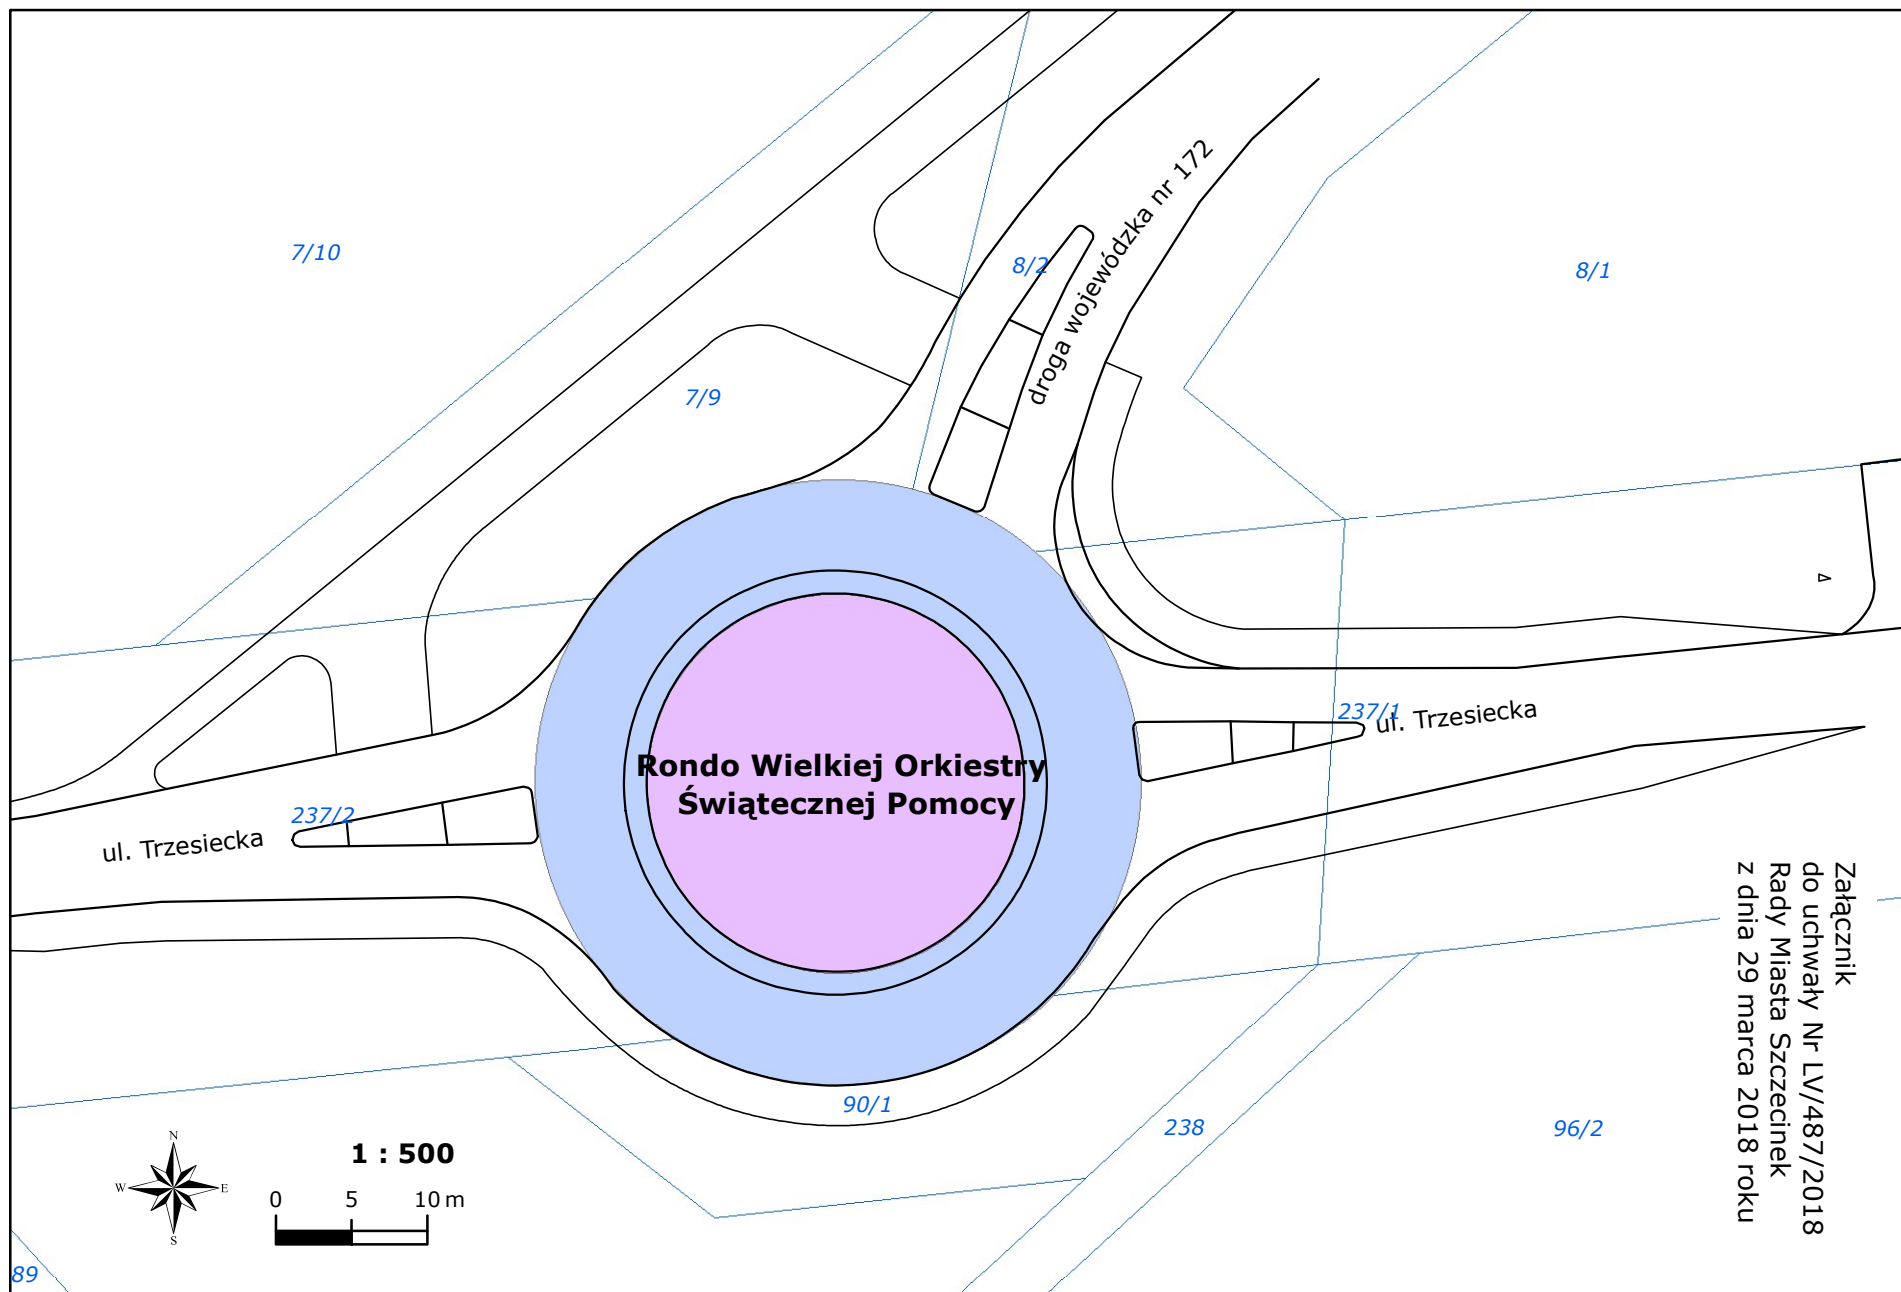 7/10
8/2
8/1
droga wojewódzka nr 172
7/9
237/1
ul. Trzesiecka
Rondo Wielkiej Orkiestry
Świątecznej Pomocy
237/2
ul. Trzesiecka
Załącznik
do uchwały Nr LV/487/2018
Rady Miasta Szczecinek
z dnia 29 marca 2018 roku
90/1
238
96/2
N
W
E
S
1 : 500
0 5 10 m
89